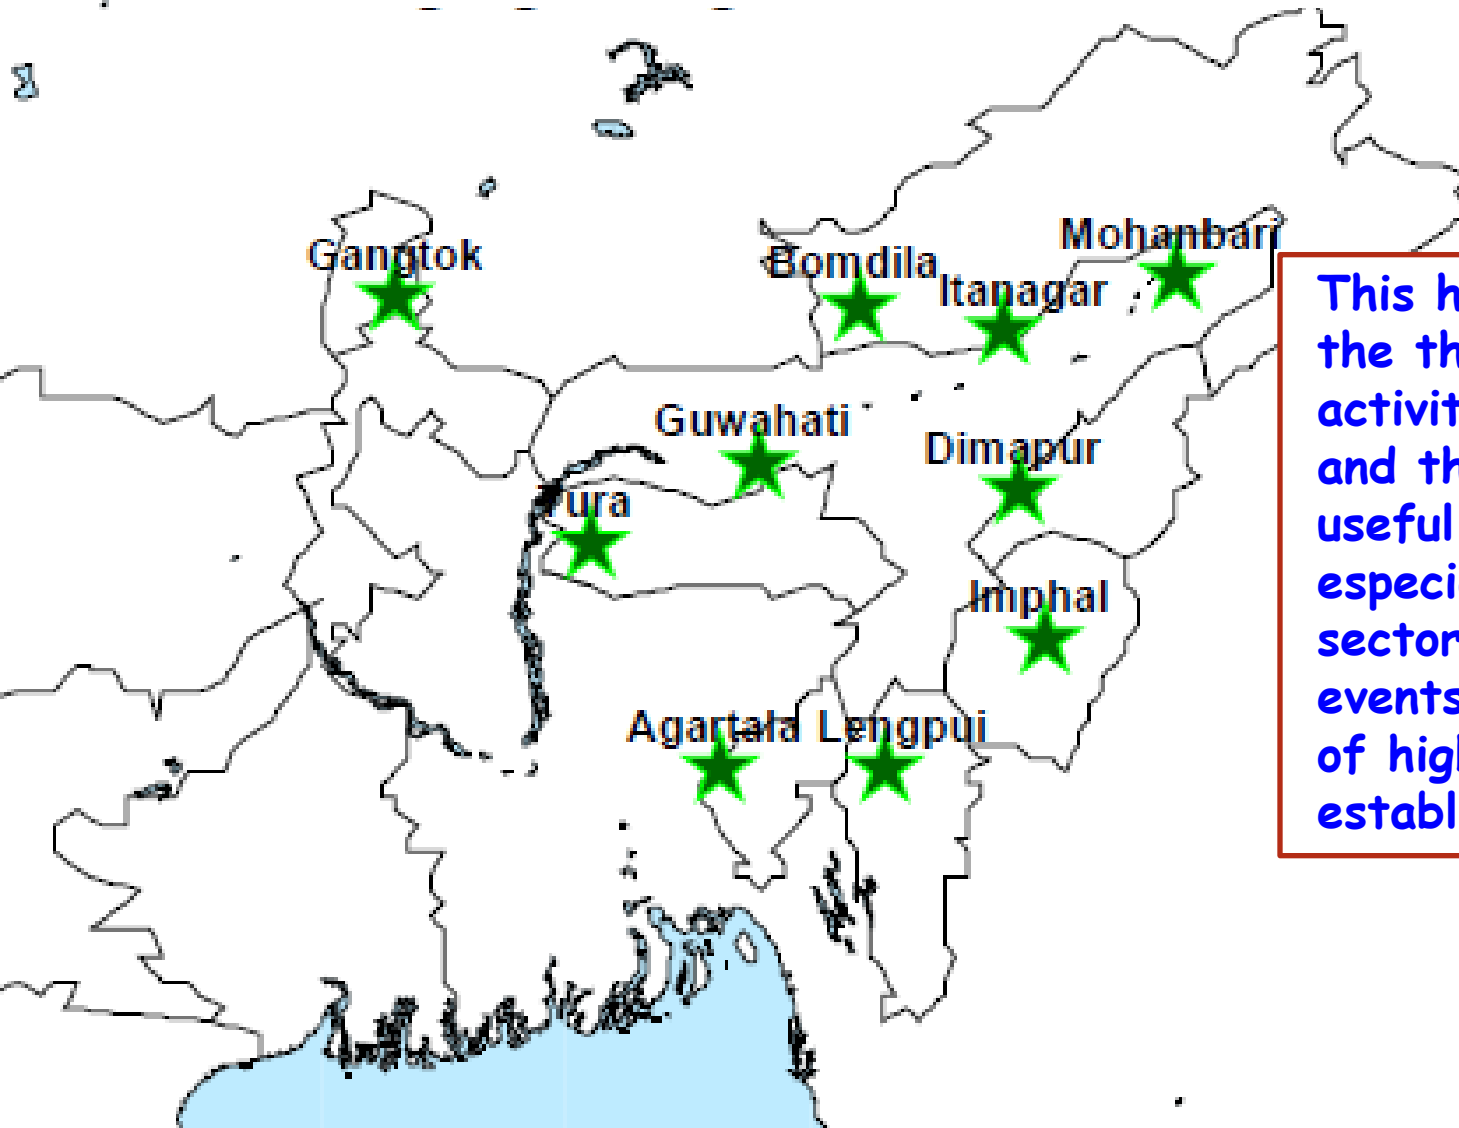 Gangtok
Bomdila
Mohanbari
Itanagar
Guwahati
Dimapur
Tura
Imphal
Agartala
Lengpui
This h
the th
activit
and th
useful
especi
sector
events
of hig
establ